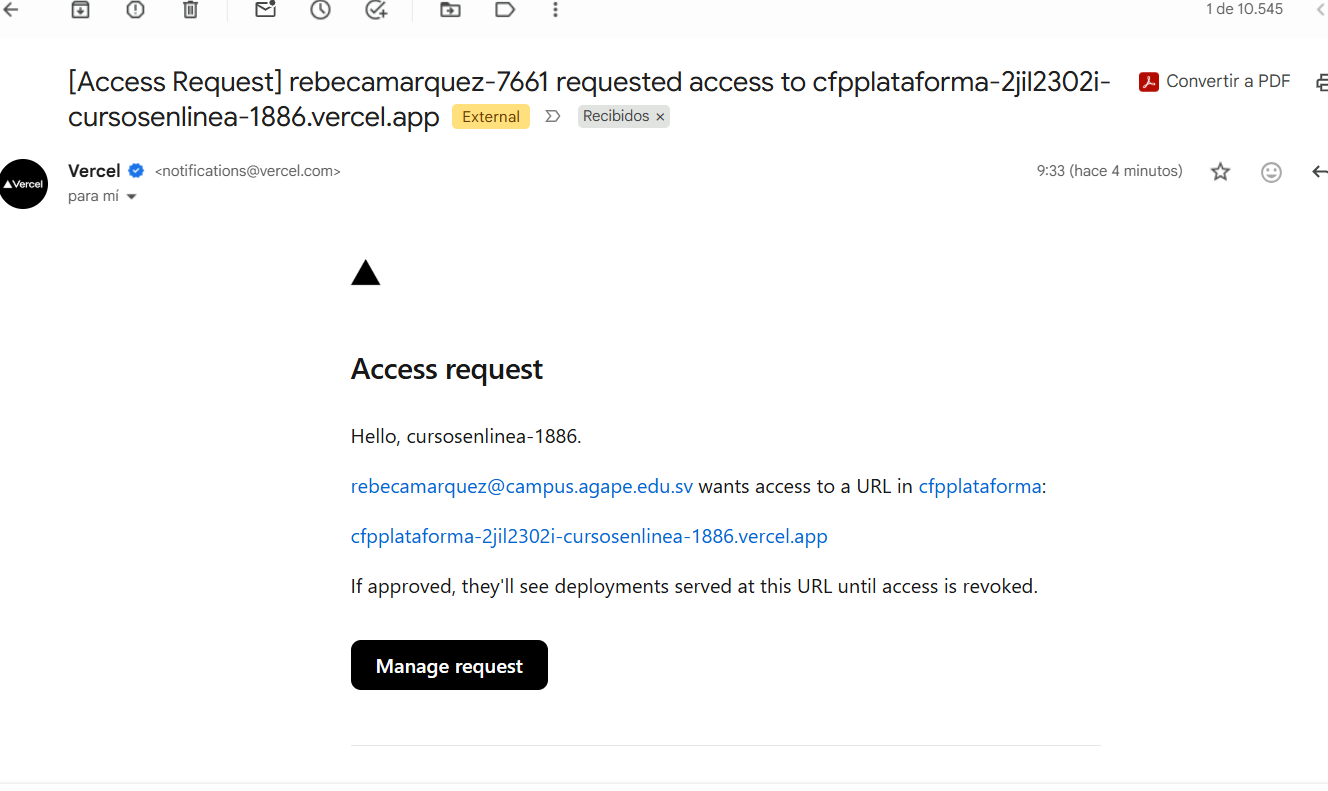 1 de 10.545
[Access Request] rebecamarquez-7661 requested access to cfpplataforma-2jil2302i-
cursosenlinea-1886.vercel.app External Recibidos ×
Convertir a PDF
Vercel <notifications@vercel.com>
9:33 (hace 4 minutos)
Vercel
para mí
Access request
Hello, cursosenlinea-1886.
rebecamarquez@campus.agape.edu.sv wants access to a URL in cfpplataforma:
cfpplataforma-2jil2302i-cursosenlinea-1886.vercel.app
If approved, they'll see deployments served at this URL until access is revoked.
Manage request